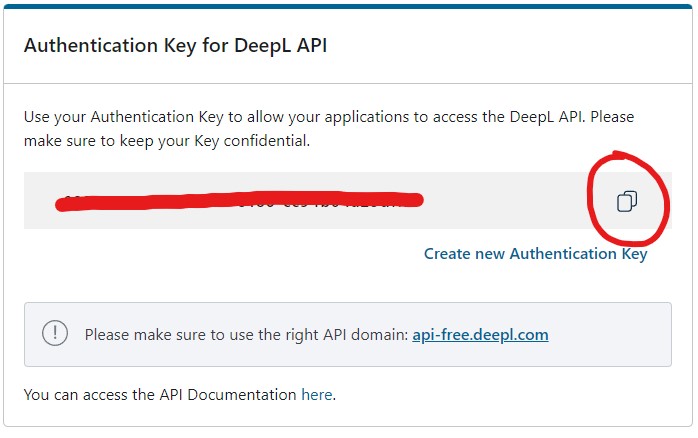 Authentication Key for DeepL API
Use your Authentication Key to allow your applications to access the DeepL API. Please
make sure to keep your Key confidential.
Create new Authentication Key
Please make sure to use the right API domain: api-free.deepl.com
You can access the API Documentation here.